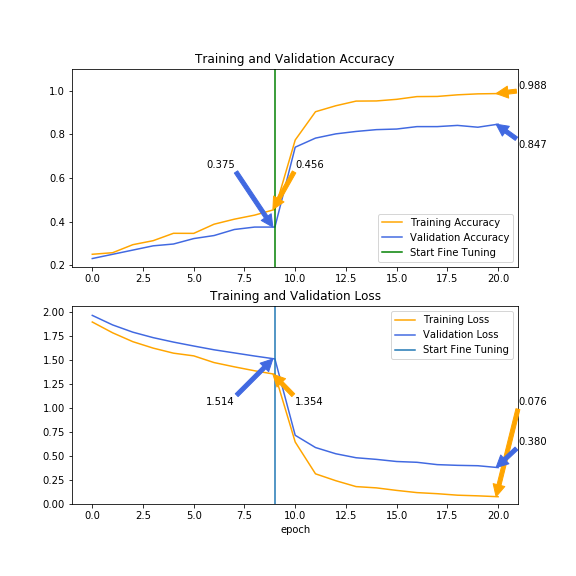 Training and Validation Accuracy
1.0
0.8
0.6
0.4
0.2
0.988
0.847
0.375
0.456
Training Accuracy
Validation Accuracy
Start Fine Tuning
0.0 2.5 5.0 7.5 10.0 12.5 15.0 17.5 20.0
Training and Validation Loss
2.00
1.75
1.50
1.25
1.00
0.75
0.50
0.25
0.00
Training Loss
Validation Loss
Start Fine Tuning
1.514
1.354
0.076
0.380
0.0 2.5 5.0 7.5 10.0 12.5 15.0 17.5 20.0
epoch